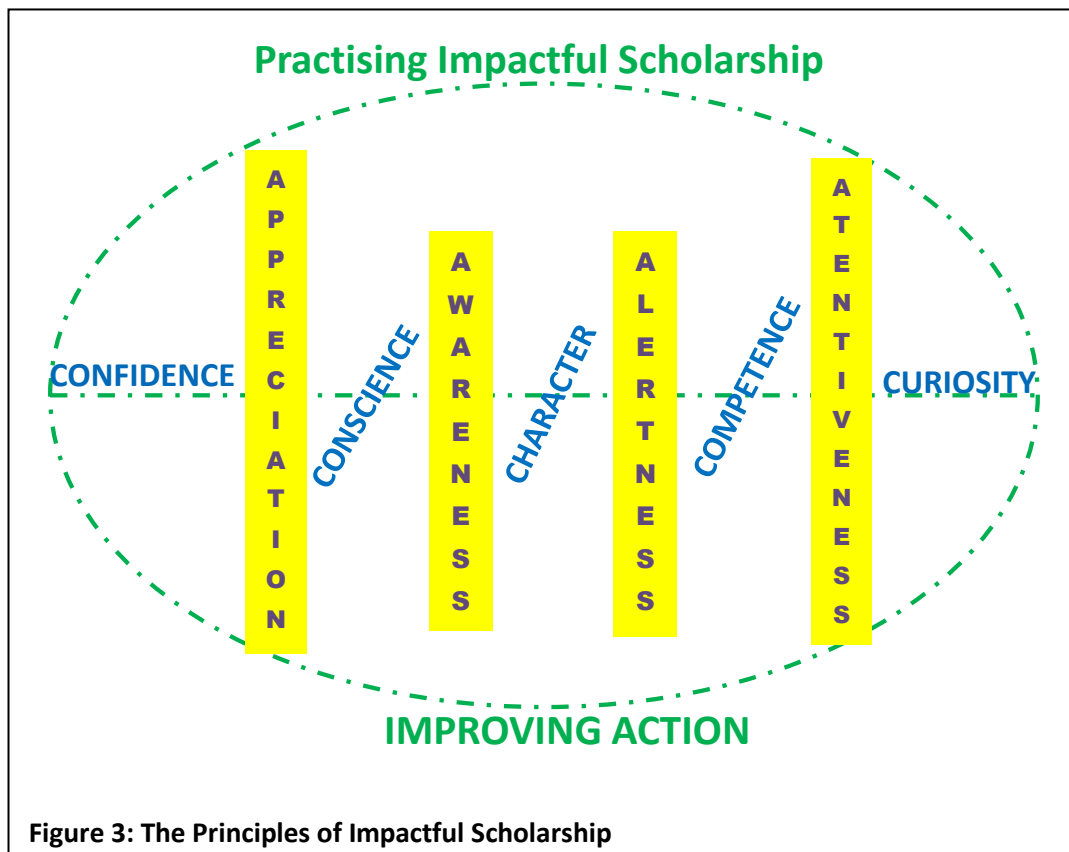 Practising Impactful Scholarship
CONFIDENCE
APPRECIATION
CONSCIENCE
AWARENESS
CHARACTER
ALERTNESS
COMPETENCE
ATENTIVENESS
CURIOSITY
IMPROVING ACTION
Figure 3: The Principles of Impactful Scholarship